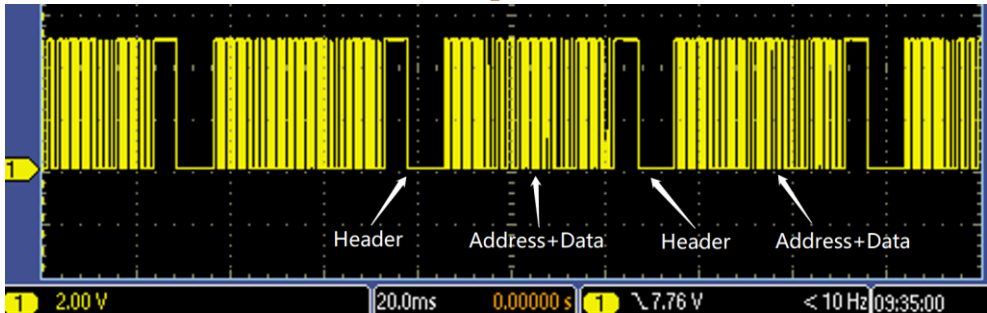 1
Header
Address+Data
Header
Address+Data
1 2.00 V 20.0ms 0.00000 s 1 7.76 V < 10 Hz 09:35:00